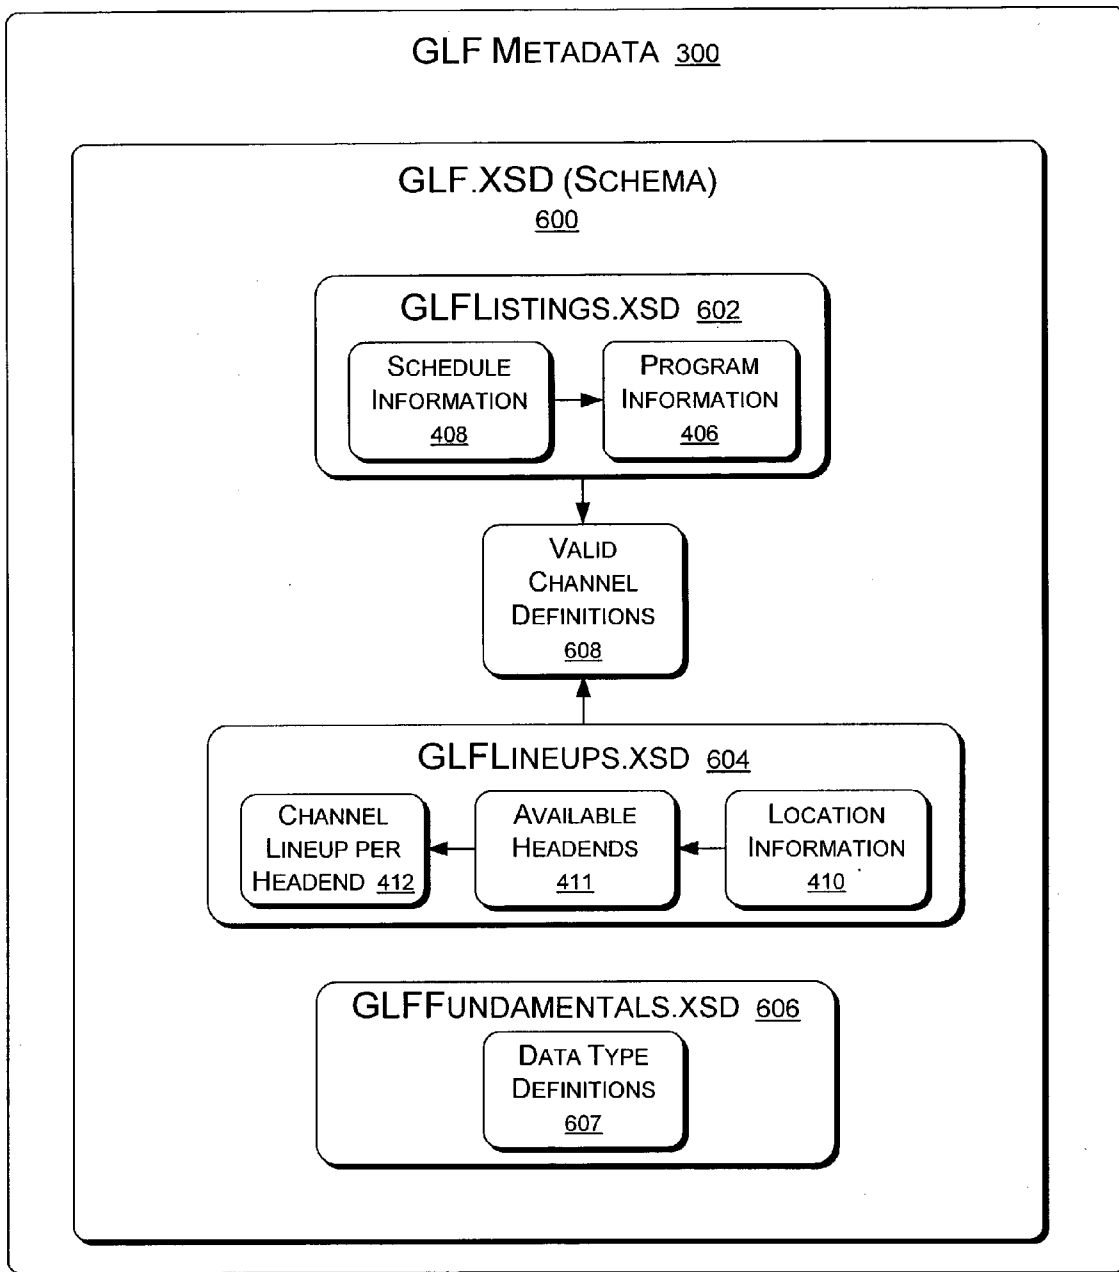 GLF METADATA 300
GLF.XSD (SCHEMA)
600
GLFLISTINGS.XSD 602
SCHEDULE
INFORMATION
408
PROGRAM
INFORMATION
406
VALID
CHANNEL
DEFINITIONS
608
GLFLINEUPS.XSD 604
CHANNEL
LINEUP PER
HEADEND 412
AVAILABLE
HEADENDS
411
LOCATION
INFORMATION
410
GLFFUNDAMENTALS.XSD 606
DATA TYPE
DEFINITIONS
607